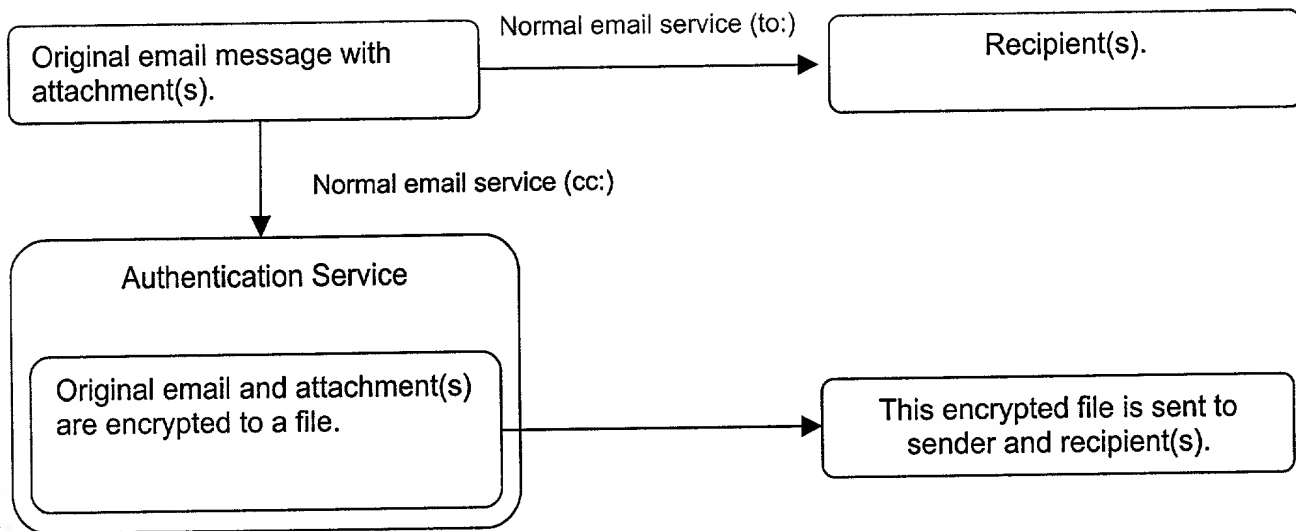 Normal email service (to:)
Original email message with
attachment(s).
Recipient(s).
Normal email service (cc:)
Authentication Service
Original email and attachment(s)
are encrypted to a file.
This encrypted file is sent to
sender and recipient(s).